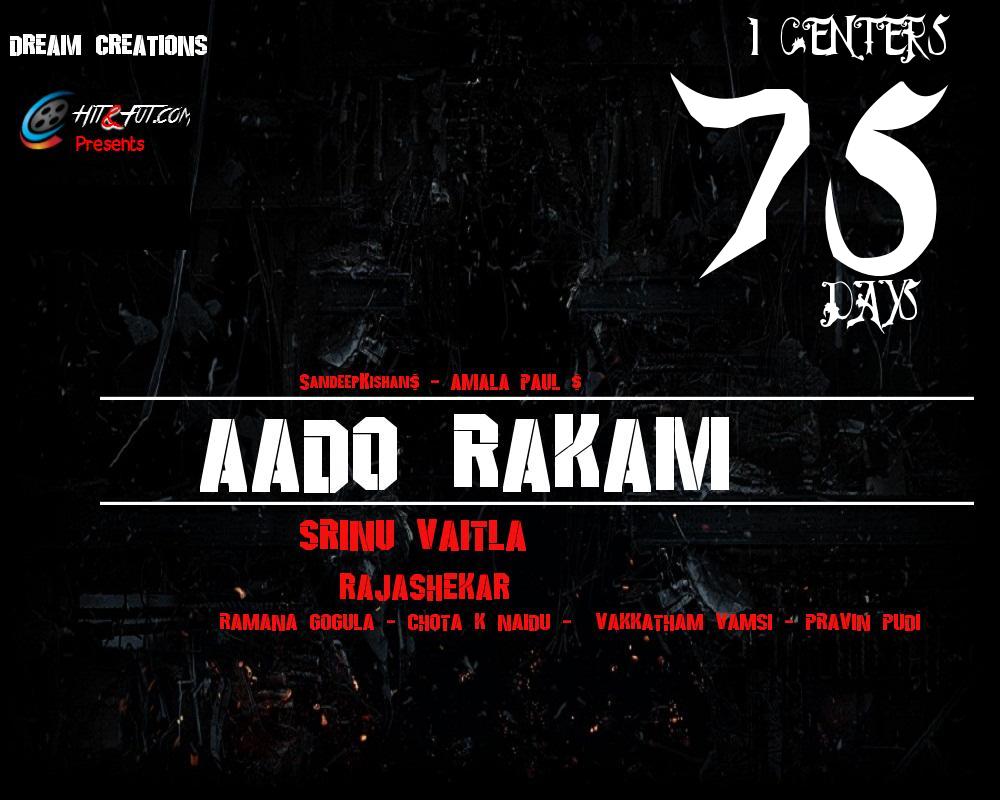 DREAM CREATIONS
HIT&FUT.COM
Presents
1 CENTERS
75
DAYS
SANDEEPKISHAN$ - AMALA PAUL $
AADO RAKAM
SRINU VAITLA
RAJASHEKAR
RAMANA GOGULA - CHOTA K NAIDU - VAKKATHAM VAMSI - PRAVIN PUDI